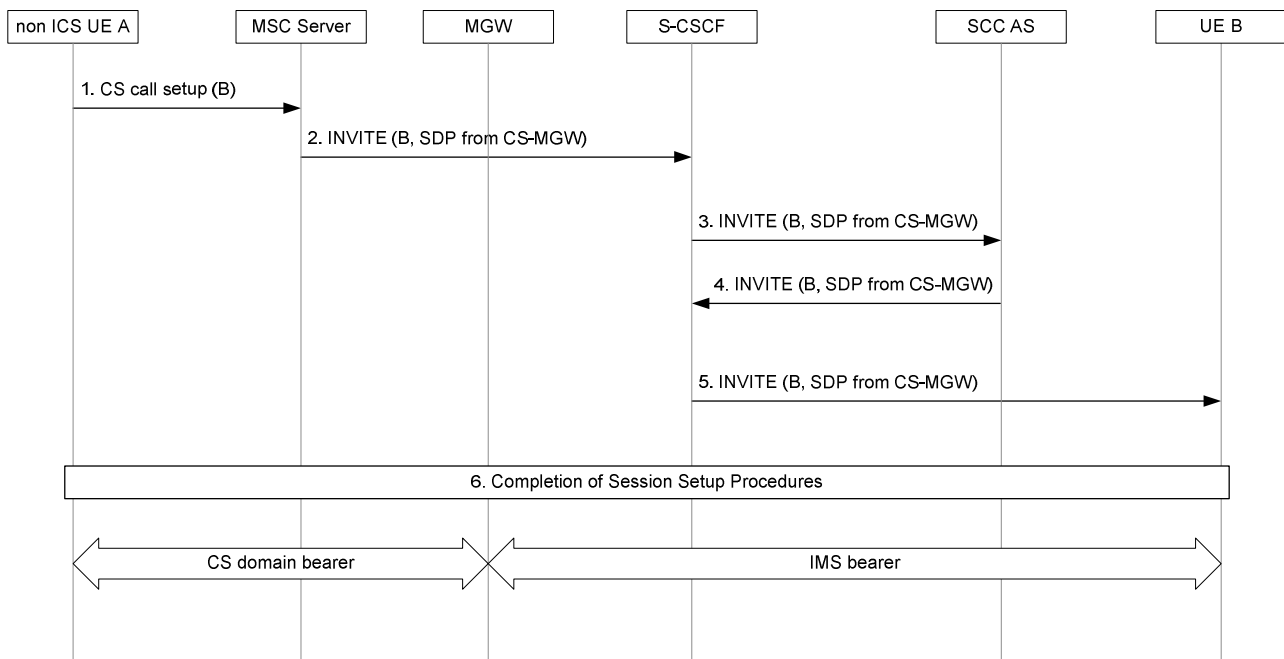 non ICS UE A
MSC Server
MGW
S-CSCF
SCC AS
UE B
1. CS call setup (B)
2. INVITE (B, SDP from CS-MGW)
3. INVITE (B, SDP from CS-MGW)
4. INVITE (B, SDP from CS-MGW)
5. INVITE (B, SDP from CS-MGW)
6. Completion of Session Setup Procedures
CS domain bearer
IMS bearer